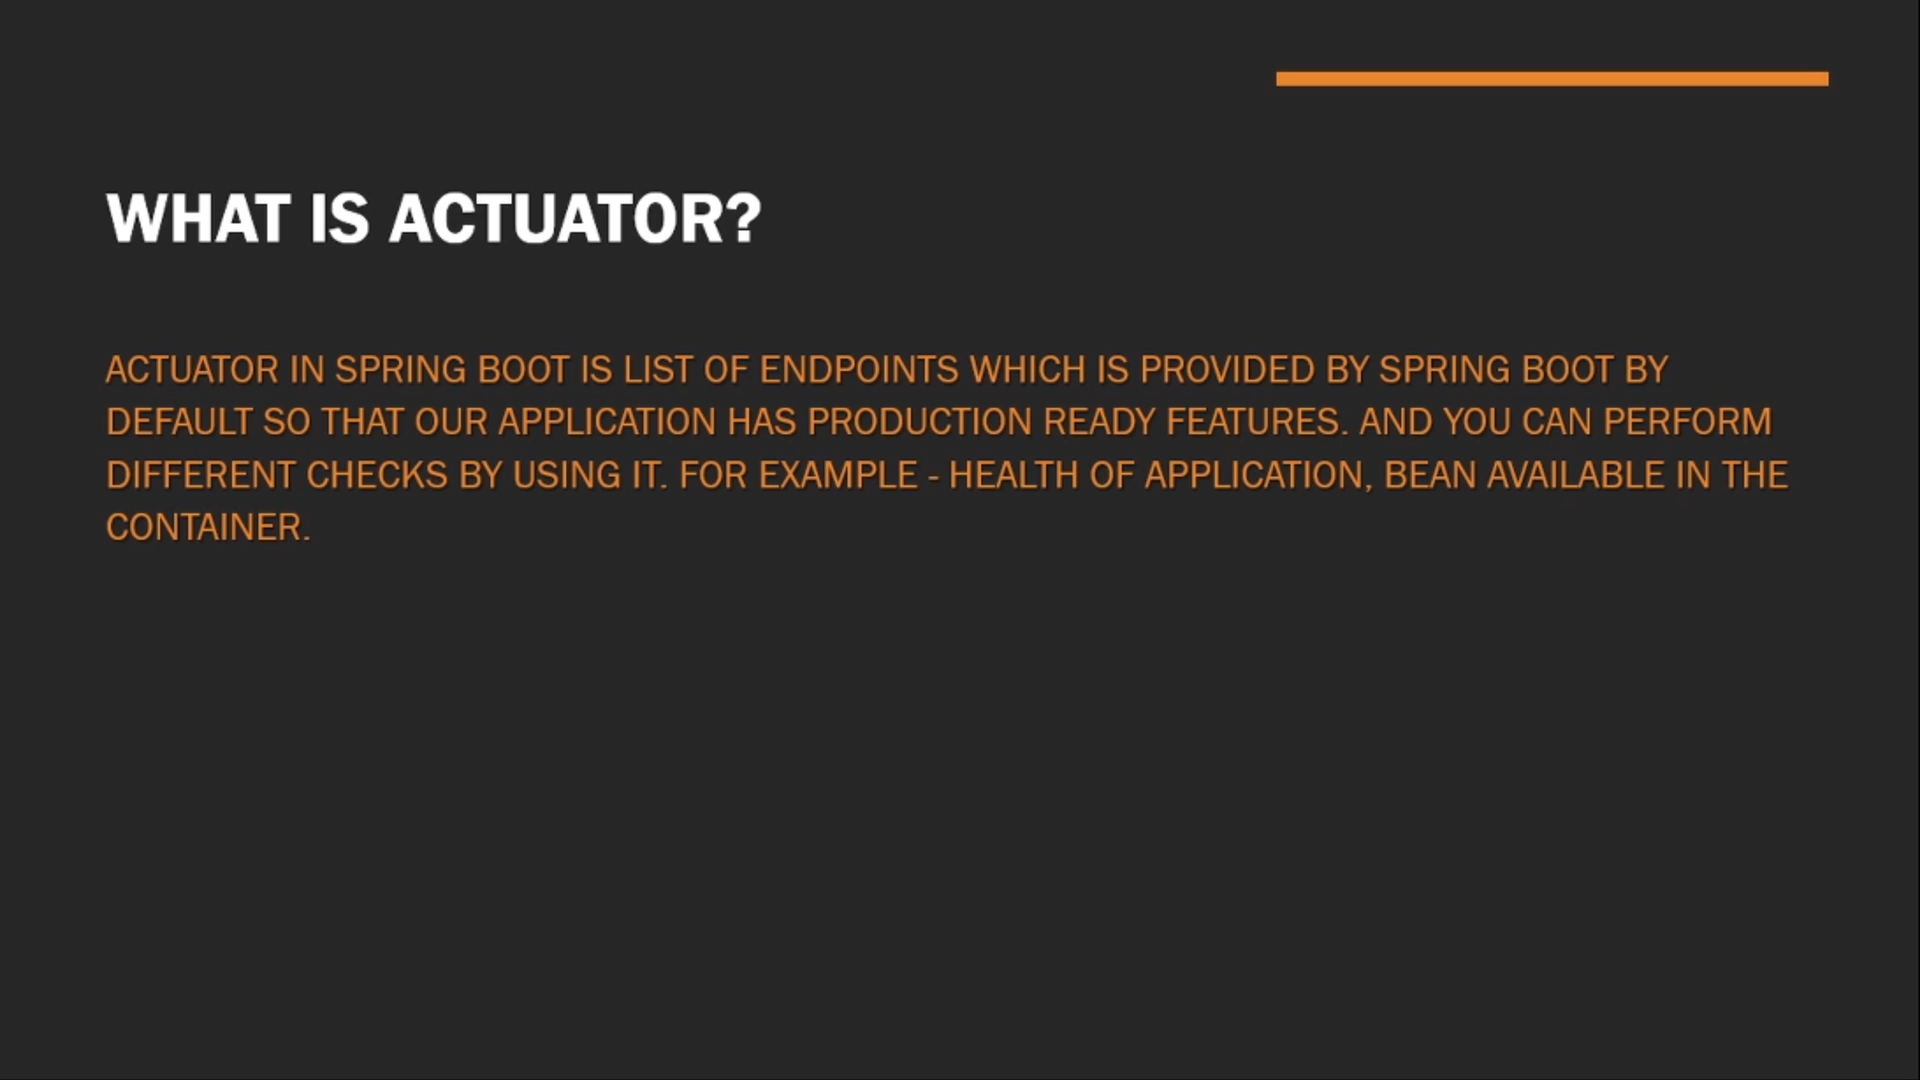 WHAT IS ACTUATOR?
ACTUATOR IN SPRING BOOT IS LIST OF ENDPOINTS WHICH IS PROVIDED BY SPRING BOOT BY
DEFAULT SO THAT OUR APPLICATION HAS PRODUCTION READY FEATURES. AND YOU CAN PERFORM
DIFFERENT CHECKS BY USING IT. FOR EXAMPLE - HEALTH OF APPLICATION, BEAN AVAILABLE IN THE
CONTAINER.